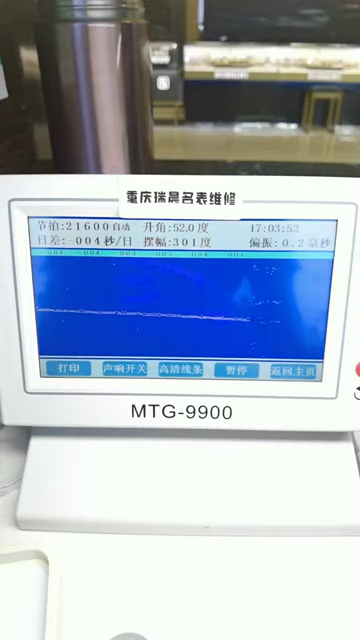 重庆瑞晨名表维修
节拍:21600自动 升角:52.0度 17:03:52
日差:-004秒/日 摆幅:301度 偏振:0.2毫秒
打印 声响开关 高清线条 暂停 返回主页
MTG-9900